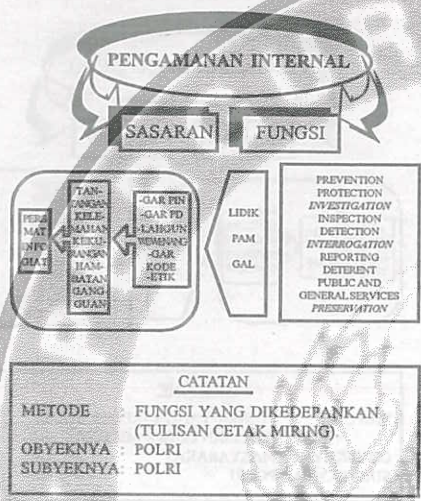 PENGAMANAN INTERNAL
SASARAN
FUNGSI
PERS
MAT
INFO
GIAT
TAN-
TANGAN
KELE-
MAHAN
KEKU-
RANGAN
HAM-
BATAN
GANG-
GUAN
-GAR PIN
-GAR PD
-LAHGUN
WEWENANG
-GAR
KODE
-ETIK
LIDIK
PAM
GAL
PREVENTION
PROTECTION
INVESTIGATION
INSPECTION
DETECTION
INTERROGATION
REPORTING
DETERENT
PUBLIC AND
GENERAL SERVICES
PRESERVATION
CATATAN
METODE : FUNGSI YANG DIKEDEPANKAN
(TULISAN CETAK MIRING).
OBYEKNYA : POLRI
SUBYEKNYA : POLRI